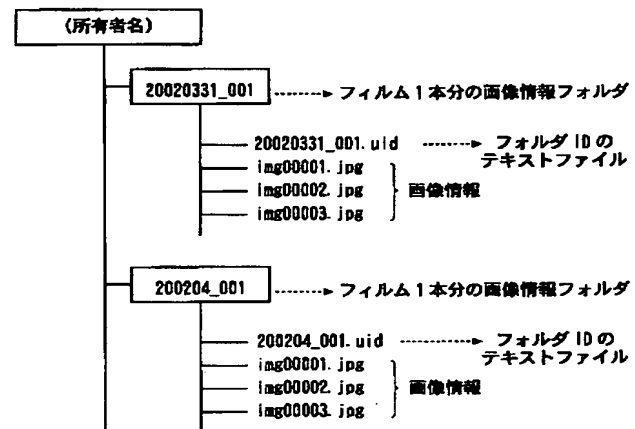 (所有者名)
20020331_001 フィルム1本分の画像情報フォルダ
20020331_001.uid フォルダIDの
テキストファイル
img00001.jpg
img00002.jpg 画像情報
img00003.jpg
200204_001 フィルム1本分の画像情報フォルダ
200204_001.uid フォルダIDの
テキストファイル
img00001.jpg
img00002.jpg 画像情報
img00003.jpg